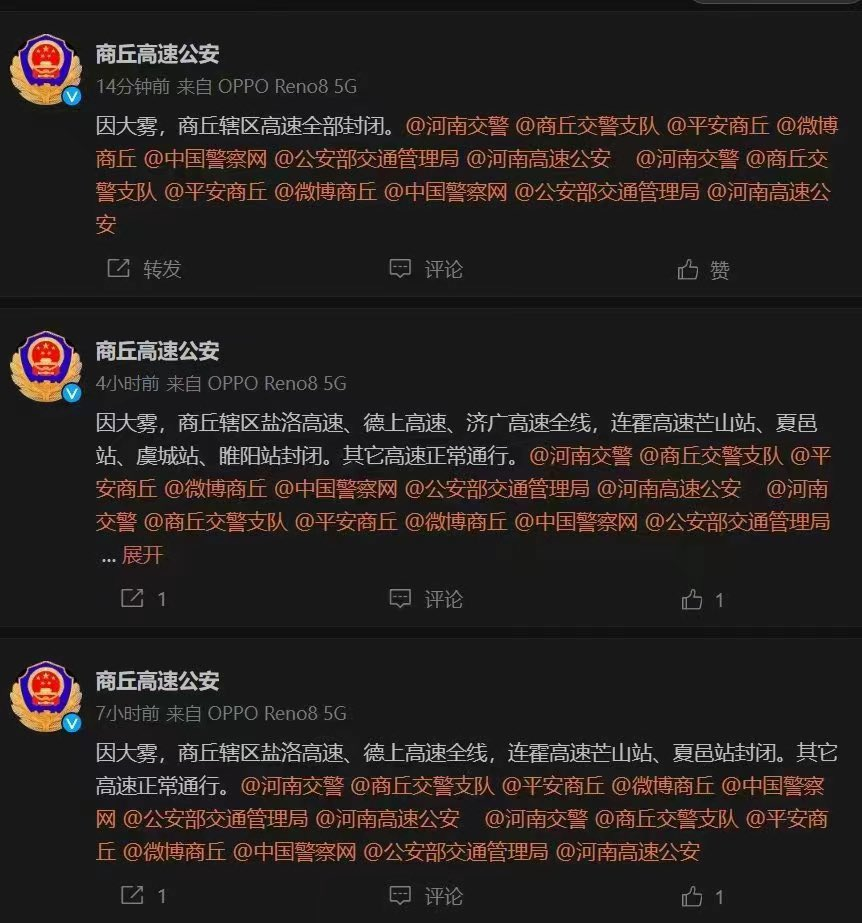 商丘高速公安
14分钟前 来自 OPPO Reno8 5G
因大雾，商丘辖区高速全部封闭。@河南交警 @商丘交警支队 @平安商丘 @微博
商丘 @中国警察网 @公安部交通管理局 @河南高速公安 @河南交警 @商丘交
警支队 @平安商丘 @微博商丘 @中国警察网 @公安部交通管理局 @河南高速公
安
转发 评论 赞
商丘高速公安
4小时前 来自 OPPO Reno8 5G
因大雾，商丘辖区盐洛高速、德上高速、济广高速全线，连霍高速芒山站、夏邑
站、虞城站、睢阳站封闭。其它高速正常通行。@河南交警 @商丘交警支队 @平
安商丘 @微博商丘 @中国警察网 @公安部交通管理局 @河南高速公安 @河南
交警 @商丘交警支队 @平安商丘 @微博商丘 @中国警察网 @公安部交通管理局
... 展开
1 评论 1
商丘高速公安
7小时前 来自 OPPO Reno8 5G
因大雾，商丘辖区盐洛高速、德上高速全线，连霍高速芒山站、夏邑站封闭。其它
高速正常通行。@河南交警 @商丘交警支队 @平安商丘 @微博商丘 @中国警察
网 @公安部交通管理局 @河南高速公安 @河南交警 @商丘交警支队 @平安商
丘 @微博商丘 @中国警察网 @公安部交通管理局 @河南高速公安
1 评论 1